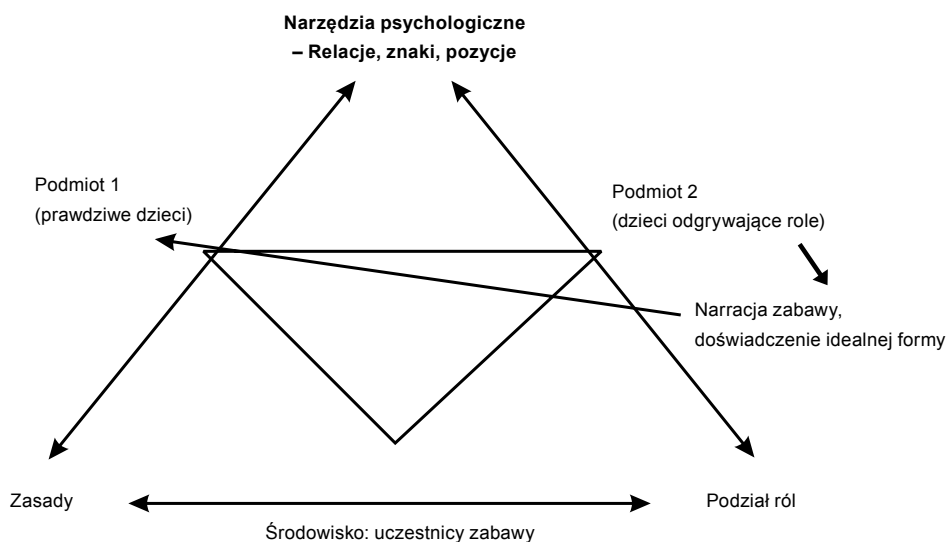 Narzędzia psychologiczne
– Relacje, znaki, pozycje
Podmiot 1
(prawdziwe dzieci)
Podmiot 2
(dzieci odgrywające role)
Narracja zabawy,
doświadczenie idealnej formy
Zasady
Podział ról
Środowisko: uczestnicy zabawy